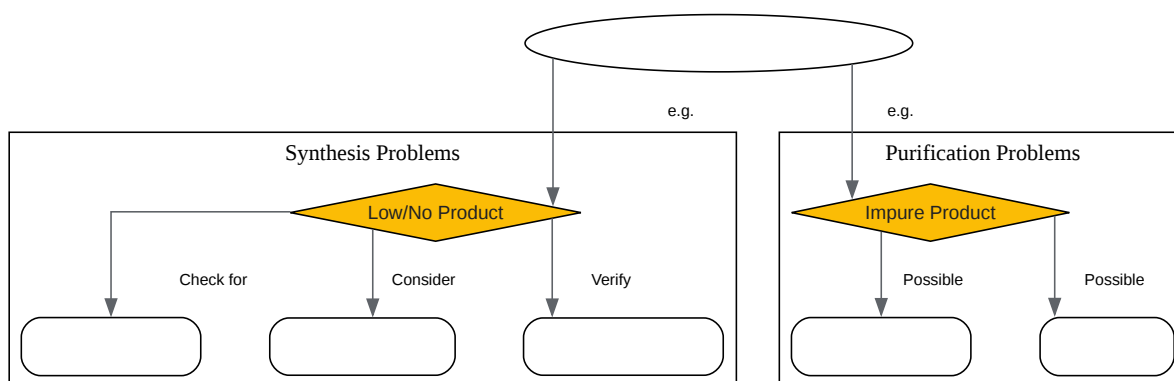 e.g.
e.g.
Synthesis Problems
Purification Problems
Low/No Product
Impure Product
Check for
Consider
Verify
Possible
Possible